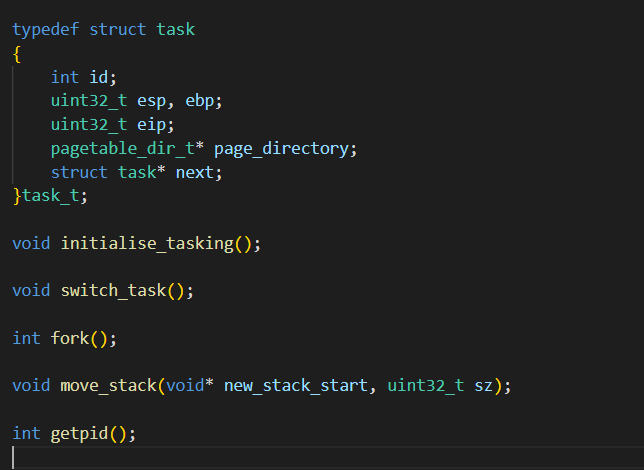 typedef struct task
{
    int id;
    uint32_t esp, ebp;
    uint32_t eip;
    pagetable_dir_t* page_directory;
    struct task* next;
}task_t;
void initialise_tasking();
void switch_task();
int fork();
void move_stack(void* new_stack_start, uint32_t sz);
int getpid();